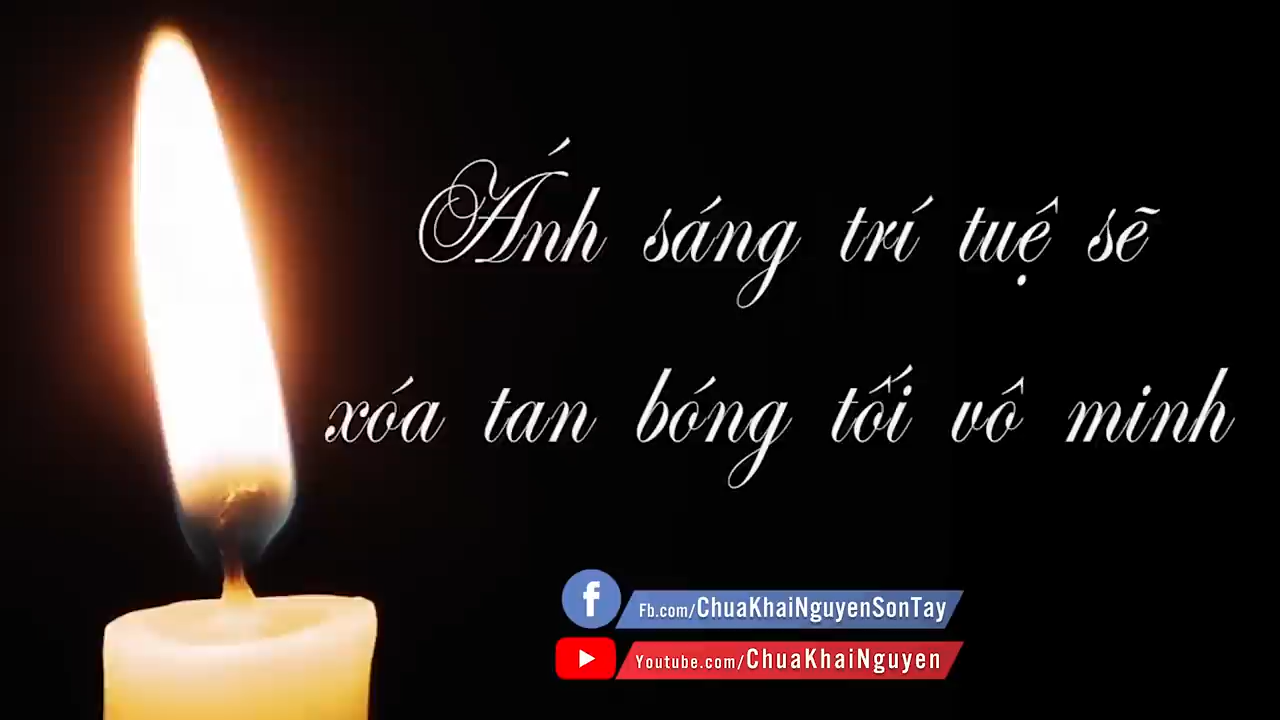 Ánh sáng trí tuệ sẽ
xóa tan bóng tối vô minh
Fb.com/ChuaKhaiNguyenSonTay
Youtube.com/ChuaKhaiNguyen